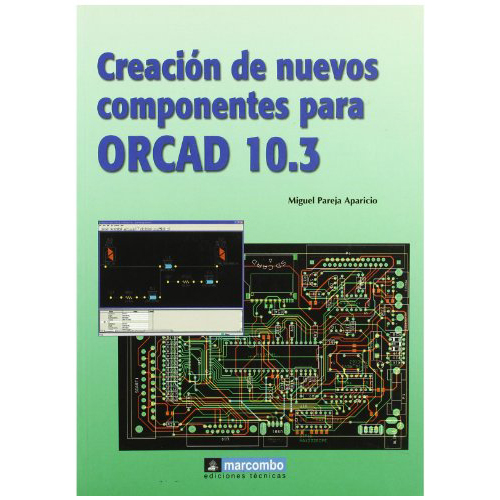 Creación de nuevos
componentes para
ORCAD 10.3
Miguel Pareja Aparicio
marcombo
ediciones técnicas